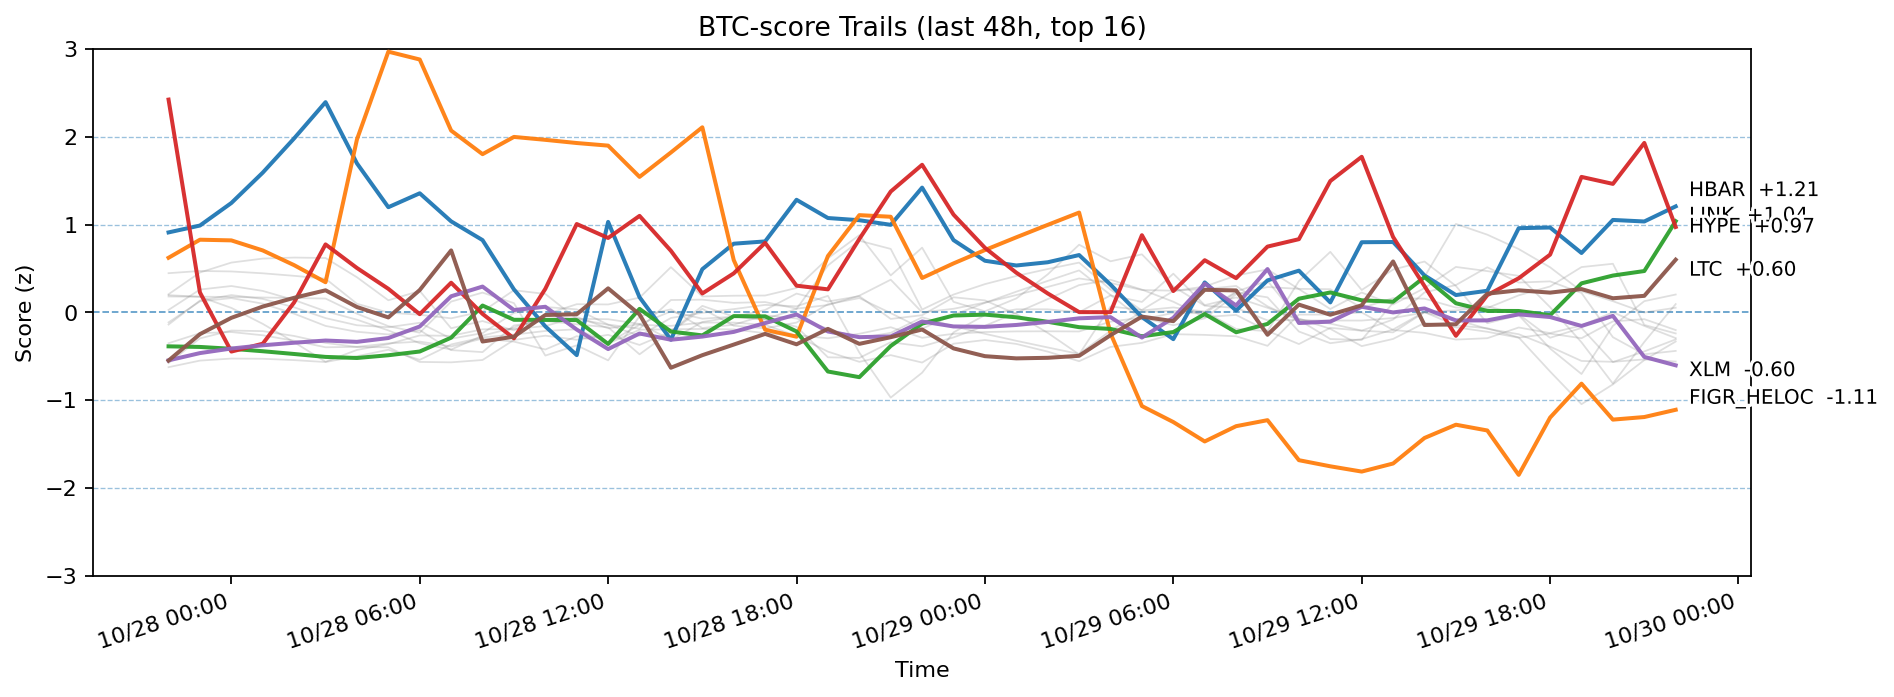 BTC-score Trails (last 48h, top 16)
Score (z)
3
2
1
0
−1
−2
−3
HBAR +1.21
LINK +1.04
HYPE +0.97
LTC +0.60
XLM -0.60
FIGR_HELOC -1.11
10/28 00:00
10/28 06:00
10/28 12:00
10/28 18:00
10/29 00:00
10/29 06:00
10/29 12:00
10/29 18:00
10/30 00:00
Time